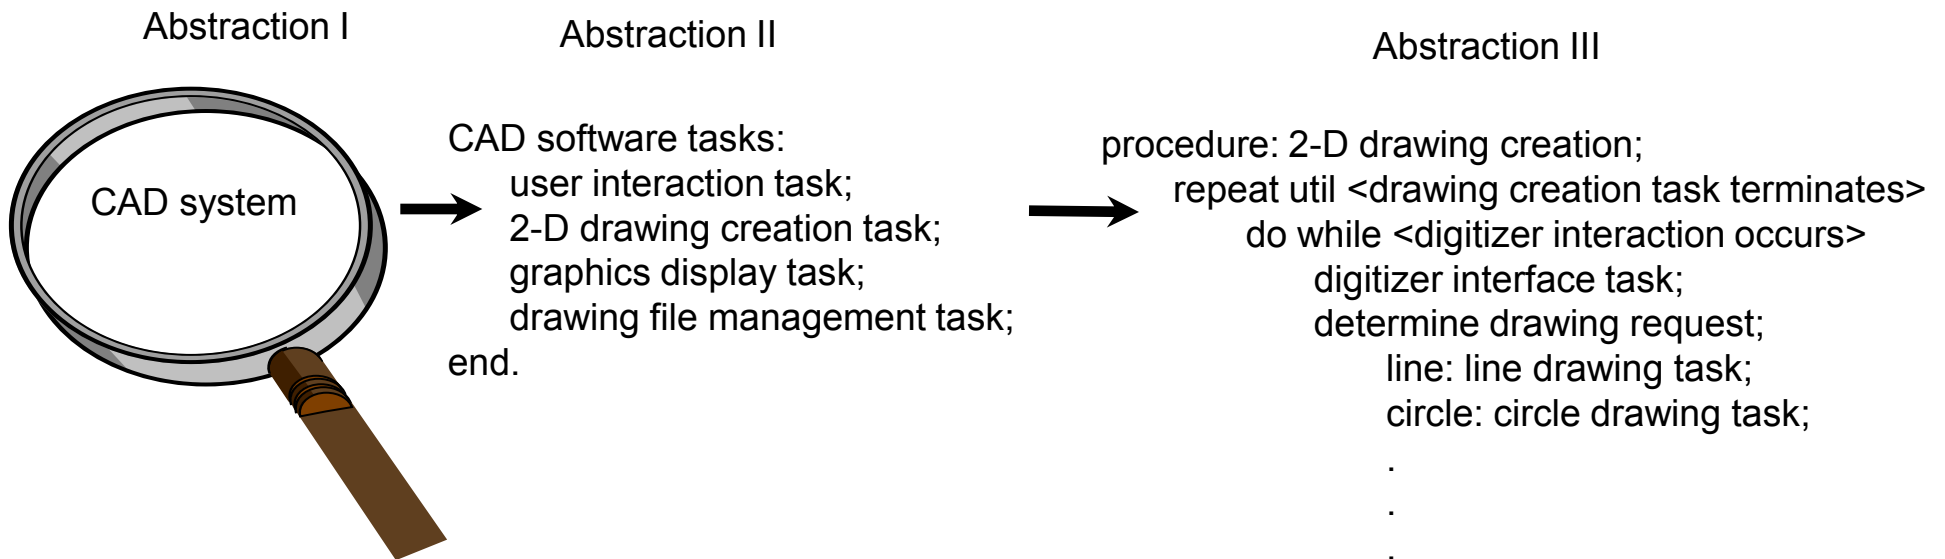 Abstraction I
CAD system
Abstraction II
CAD software tasks:
user interaction task;
2-D drawing creation task;
graphics display task;
drawing file management task;
end.
Abstraction III
procedure: 2-D drawing creation;
repeat util <drawing creation task terminates>
do while <digitizer interaction occurs>
digitizer interface task;
determine drawing request;
line: line drawing task;
circle: circle drawing task;
.
.
.